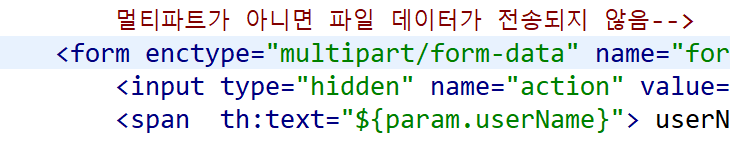 멀티파트가 아니면 파일 데이터가 전송되지 않음-->
<form enctype="multipart/form-data" name="for
<input type="hidden" name="action" value=
<span  th:text="${param.userName}"> userN